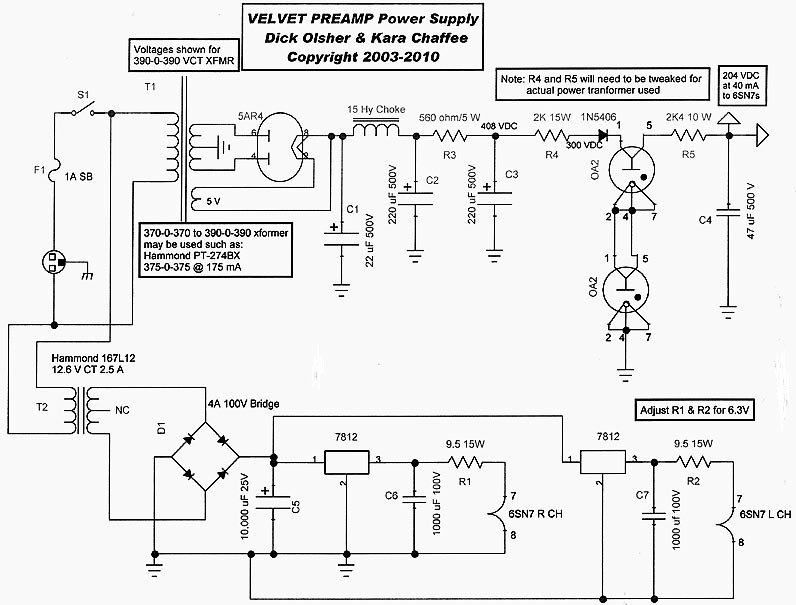 VELVET PREAMP Power Supply
Dick Olsher & Kara Chaffee
Copyright 2003-2010
Voltages shown for
390-0-390 VCT XFMR
Note: R4 and R5 will need to be tweaked for
actual power tranformer used
204 VDC
at 40 mA
to 6SN7s
S1
T1
5AR4
6
4
8
2
15 Hy Choke
560 ohm/5 W
R3
408 VDC
2K 15W
R4
1N5406
300 VDC
1
5
2K4 10 W
R5
OA2
2
4
7
F1
1A SB
5 V
C1
22 uF 500V
C2
220 uF 500V
C3
220 uF 500V
C4
47 uF 500 V
370-0-370 to 390-0-390 xformer
may be used such as:
Hammond PT-274BX
375-0-375 @ 175 mA
1
5
OA2
2
4
7
Hammond 167L12
12.6 V CT 2.5 A
T2
NC
4A 100V Bridge
D1
Adjust R1 & R2 for 6.3V
7812
1
3
2
9.5 15W
R1
C5
10,000 uF 25V
C6
1000 uF 100V
7
6SN7 R CH
8
7812
1
3
2
9.5 15W
R2
C7
1000 uf 100V
7
6SN7 L CH
8